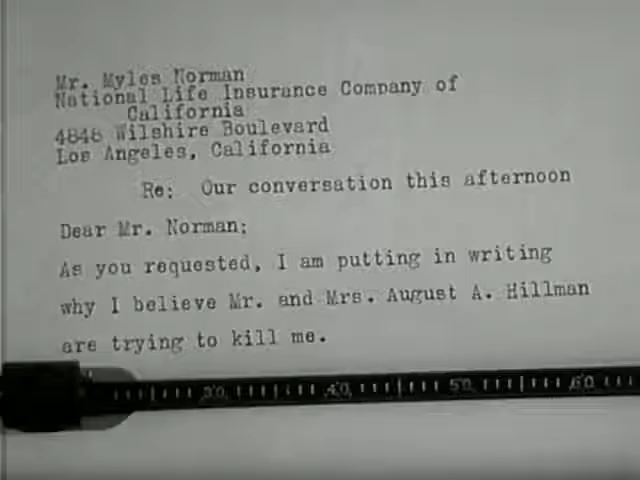 Mr. Myles Norman
National Life Insurance Company of
California
4848 Wilshire Boulevard
Los Angeles, California
Re: Our conversation this afternoon
Dear Mr. Norman:
As you requested, I am putting in writing
why I believe Mr. and Mrs. August A. Hillman
are trying to kill me.
30 40 50 60